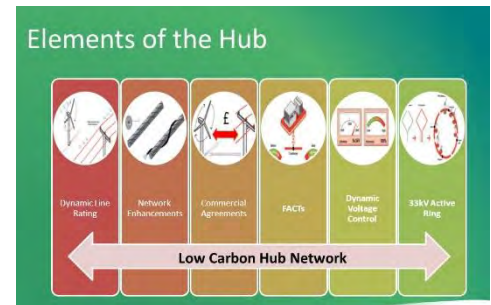 Elements of the Hub
£
Dynamic Line
Rating
Network
Enhancements
Commercial
Agreements
FACTs
Dynamic
Voltage
Control
33kV Active
Ring
Low Carbon Hub Network